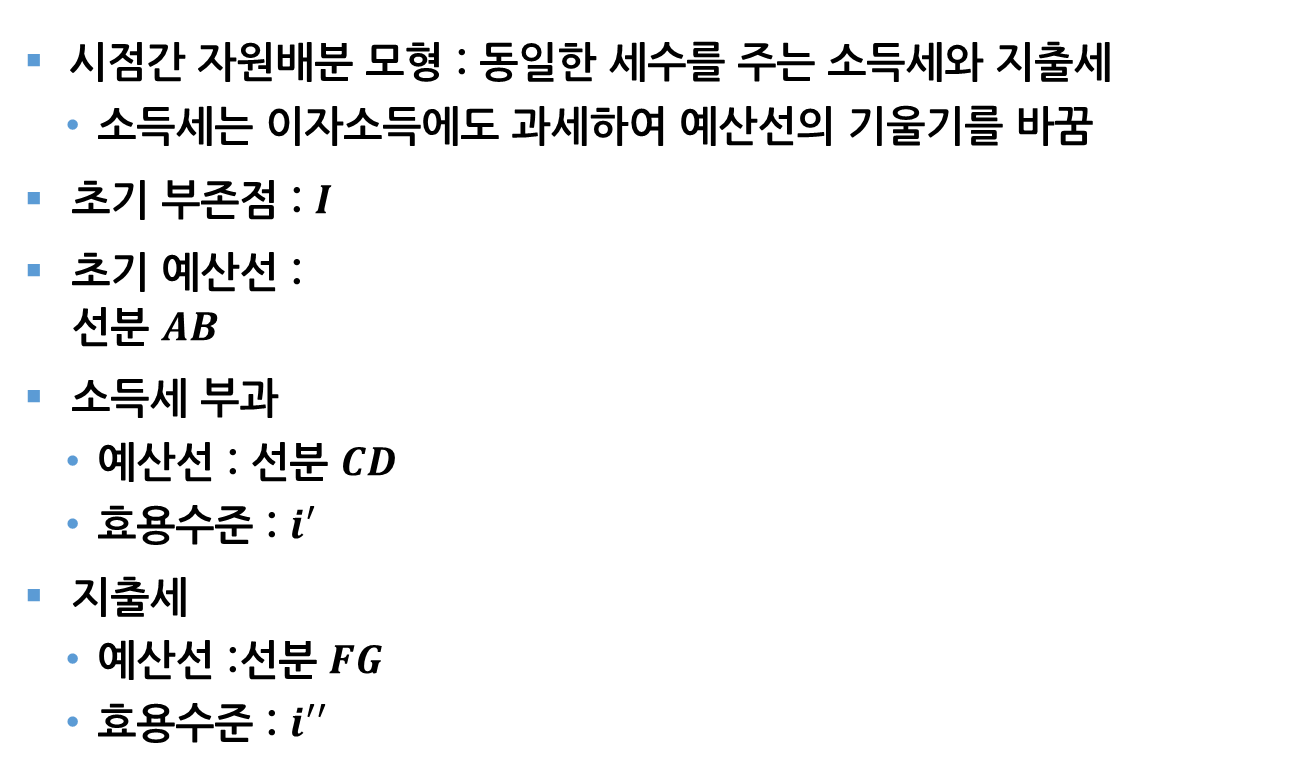 ▪ 시점간 자원배분 모형 : 동일한 세수를 주는 소득세와 지출세
• 소득세는 이자소득에도 과세하여 예산선의 기울기를 바꿈
▪ 초기 부존점 : I
▪ 초기 예산선 :
선분 AB
▪ 소득세 부과
• 예산선 : 선분 CD
• 효용수준 : i′
▪ 지출세
• 예산선 :선분 FG
• 효용수준 : i′′